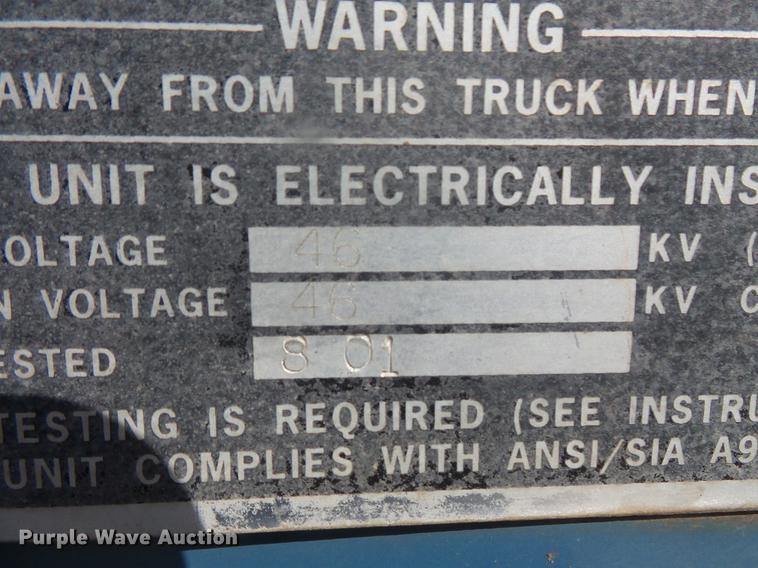 WARNING
AWAY FROM THIS TRUCK WHEN
UNIT IS ELECTRICALLY INS
OLTAGE 46 KV (
N VOLTAGE 46 KV C
ESTED 8 01
TESTING IS REQUIRED (SEE INSTRU
UNIT COMPLIES WITH ANSI/SIA A9
Purple Wave Auction